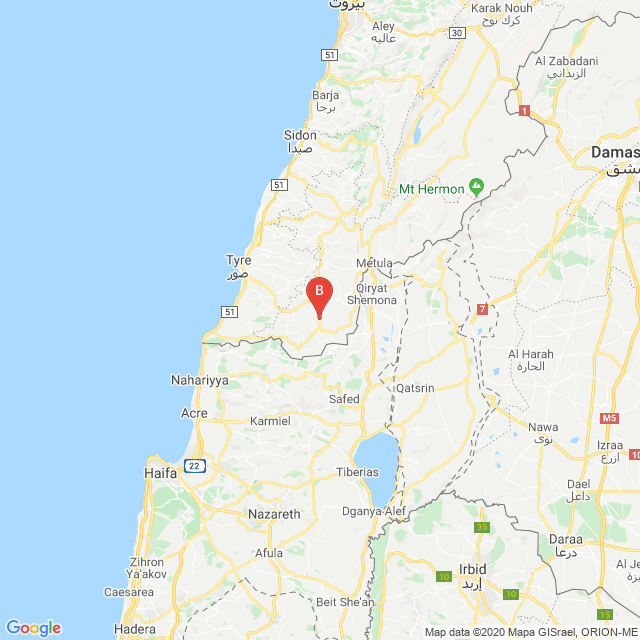 بيروت
Karak Nouh
كرك نوح
Aley
عاليه
30
51
Al Zabadani
الزبداني
Barja
برجا
1
Sidon
صيدا
Damas
مشق
51
Mt Hermon
Tyre
صور
Metula
B
Qiryat
Shemona
51
7
Al Harah
الحارة
Nahariyya
Qatsrin
Safed
Acre
Karmiel
M5
Nawa
نوى
Izraa
ازرع
10
22
Haifa
Tiberias
Dael
داعل
Nazareth
Dganya Alef
35
Daraa
درعا
Afula
Zihron
Ya'akov
Irbid
إربد
10
10
15
Al Je
Caesarea
Beit She'an
15
Hadera
Google
Map data ©2020 Mapa GISrael, ORION-ME